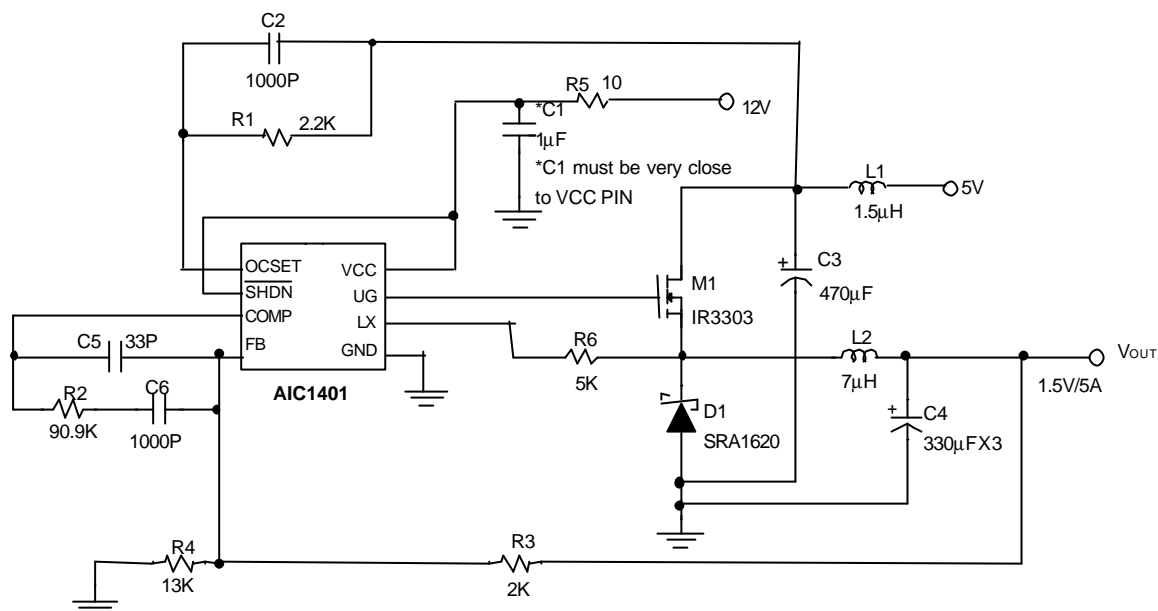 C2
1000P
R1
2.2K
R5 10
*C1
1μF
*C1 must be very close
to VCC PIN
12V
L1
1.5μH
5V
OCSET
SHDN
COMP
FB
VCC
UG
LX
GND
AIC1401
M1
IR3303
C3
+
470μF
C5 33P
R2
90.9K
C6
1000P
R6
5K
L2
7μH
VOUT
1.5V/5A
D1
SRA1620
+
C4
330μFX3
R4
13K
R3
2K